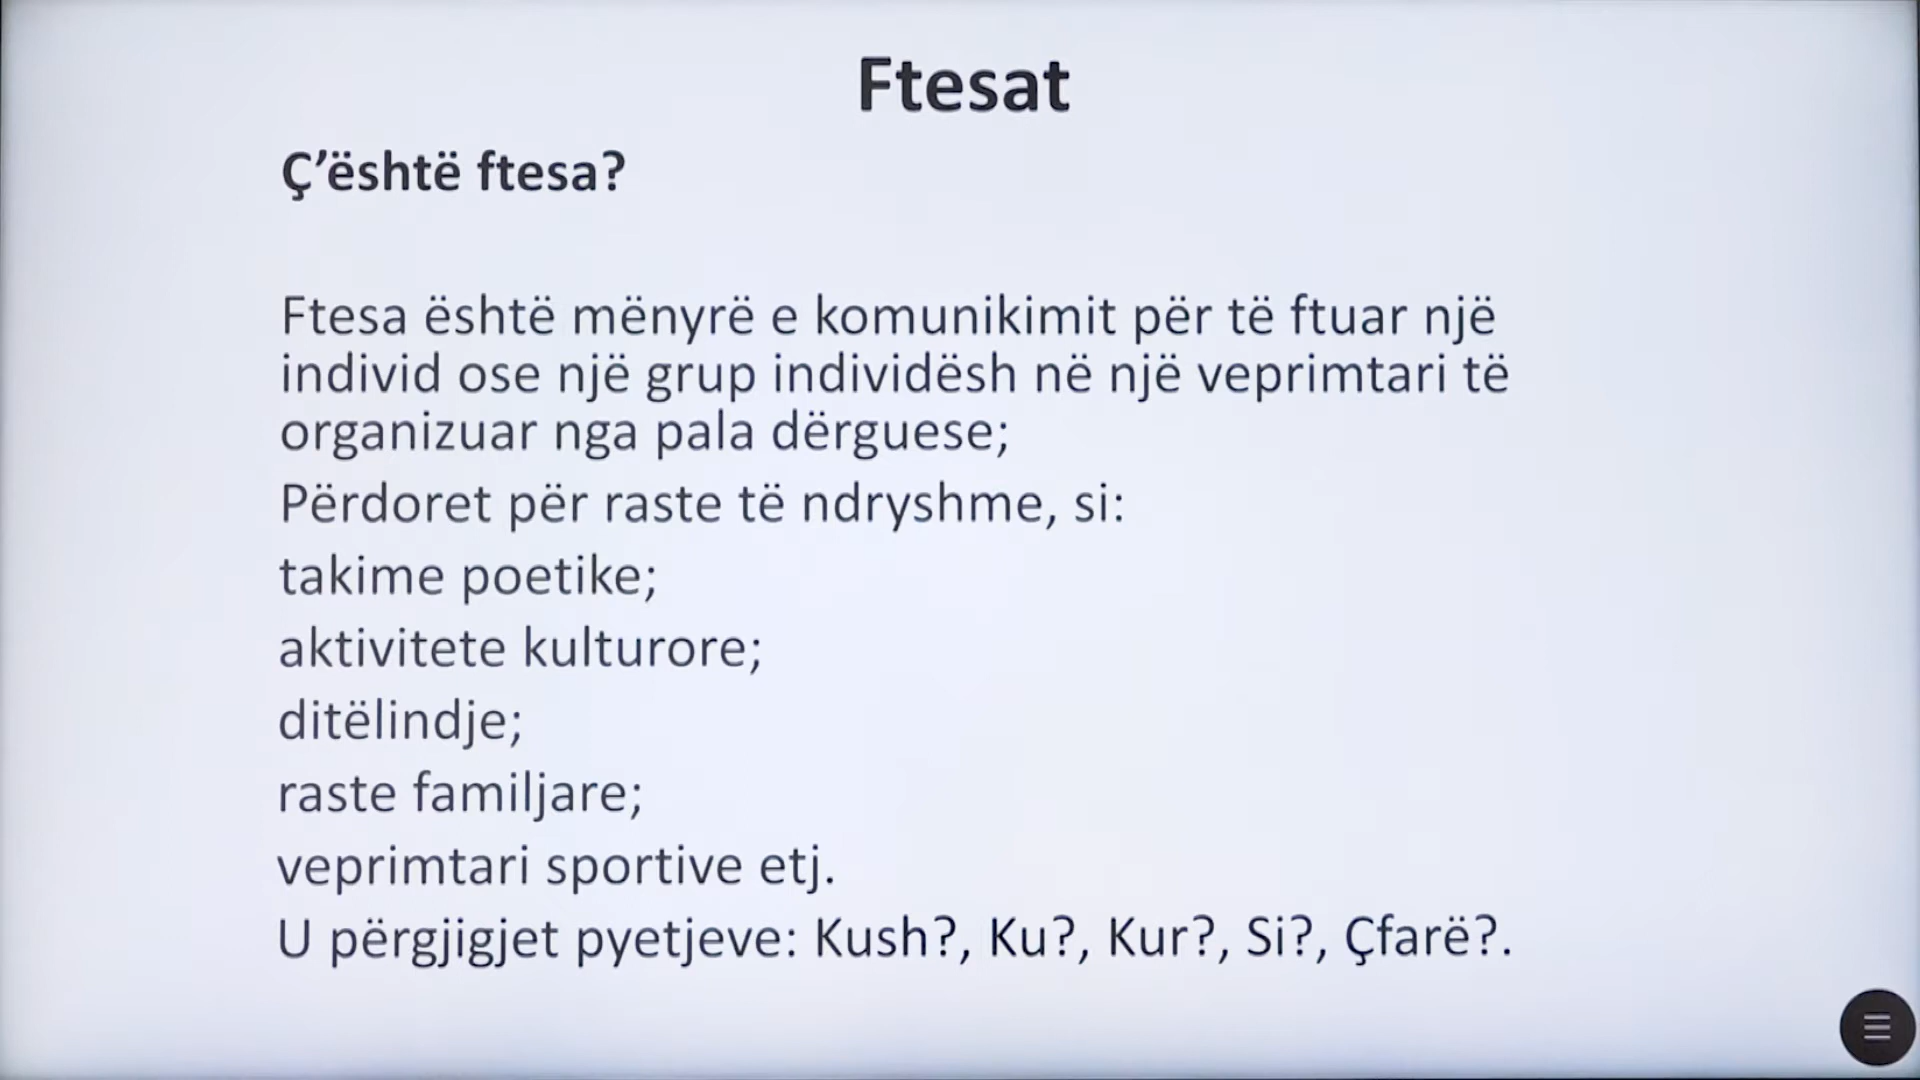 Ftesat
Ç’është ftesa?
Ftesa është mënyrë e komunikimit për të ftuar një
individ ose një grup individësh në një veprimtari të
organizuar nga pala dërguese;
Përdoret për raste të ndryshme, si:
takime poetike;
aktivitete kulturore;
ditëlindje;
raste familjare;
veprimtari sportive etj.
U përgjigjet pyetjeve: Kush?, Ku?, Kur?, Si?, Çfarë?.